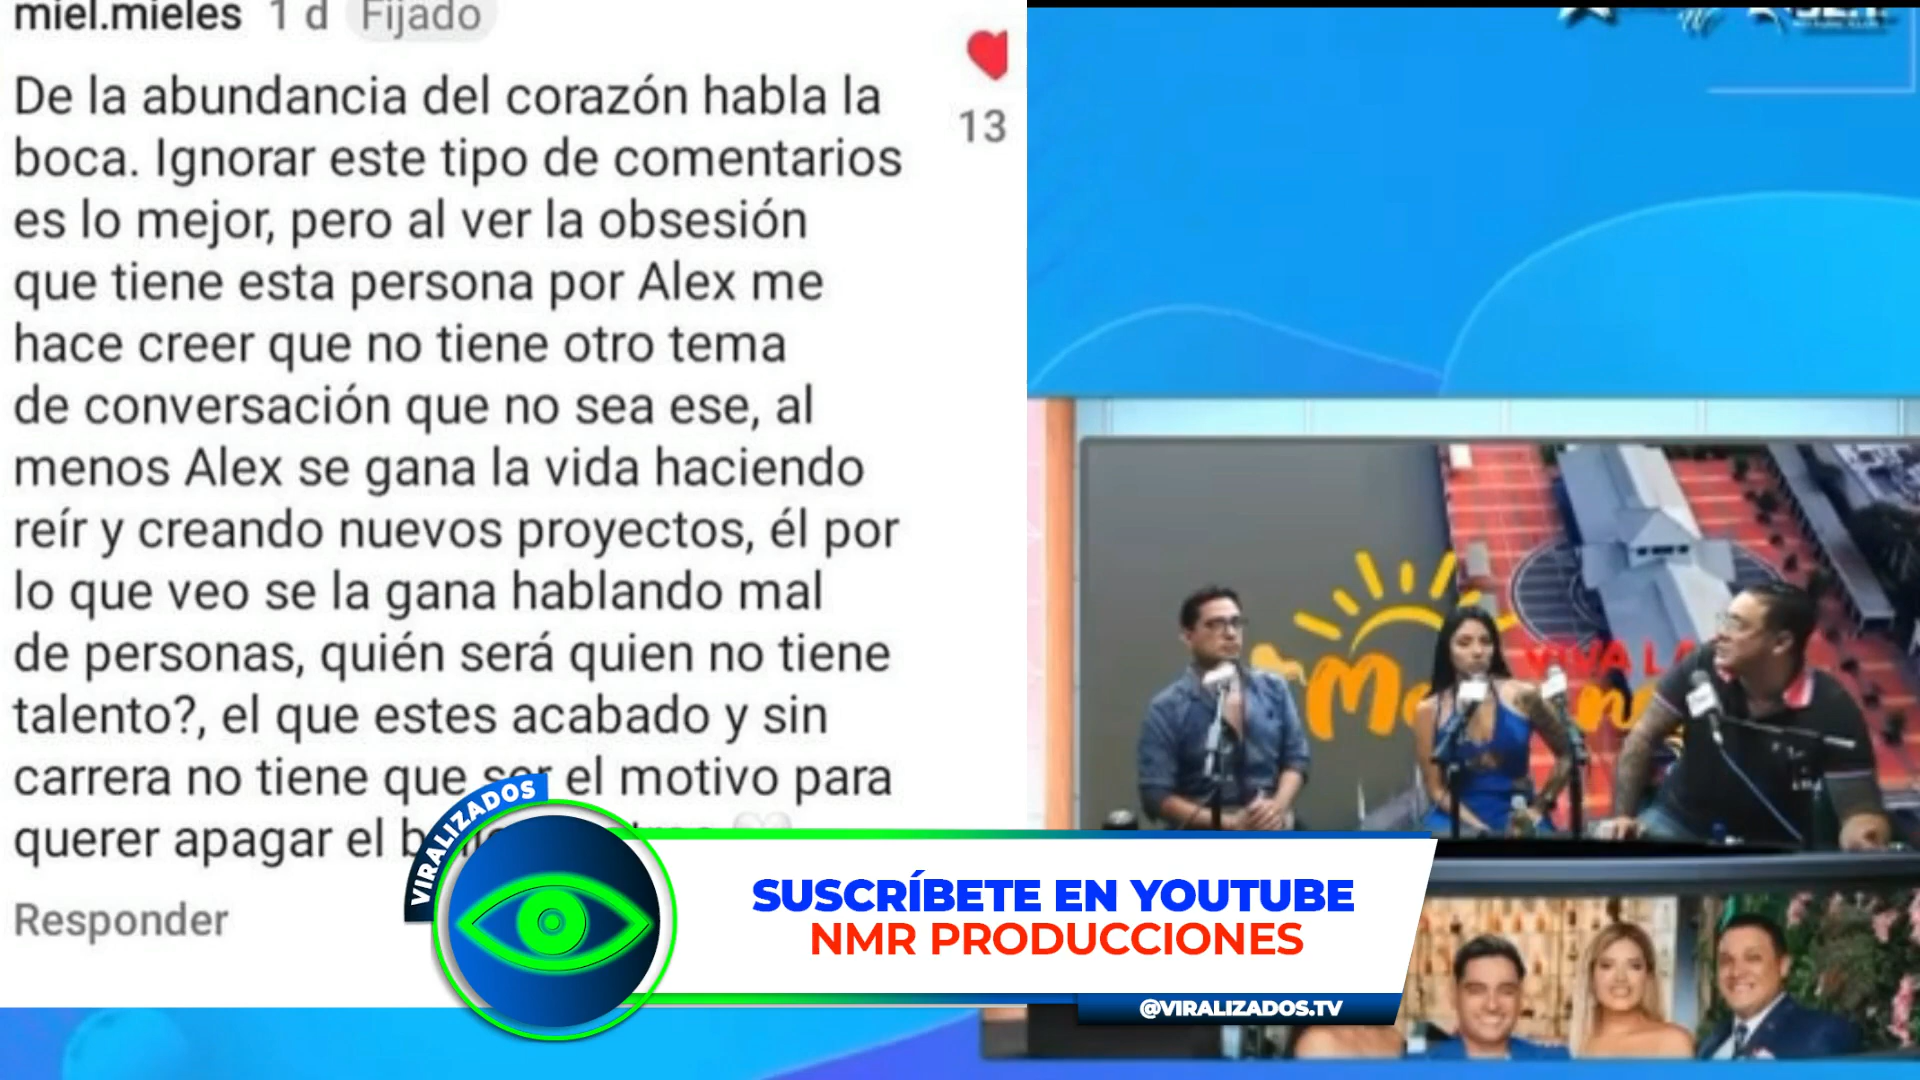 miel.mieles 1 d Fijado
De la abundancia del corazón habla la
boca. Ignorar este tipo de comentarios
es lo mejor, pero al ver la obsesión
que tiene esta persona por Alex me
hace creer que no tiene otro tema
de conversación que no sea ese, al
menos Alex se gana la vida haciendo
reír y creando nuevos proyectos, él por
lo que veo se la gana hablando mal
de personas, quién será quien no tiene
talento?, el que estes acabado y sin
carrera no tiene que ser el motivo para
querer apagar el
Responder
13
VIVA LA
VIRALIZADOS
SUSCRÍBETE EN YOUTUBE
NMR PRODUCCIONES
@VIRALIZADOS.TV